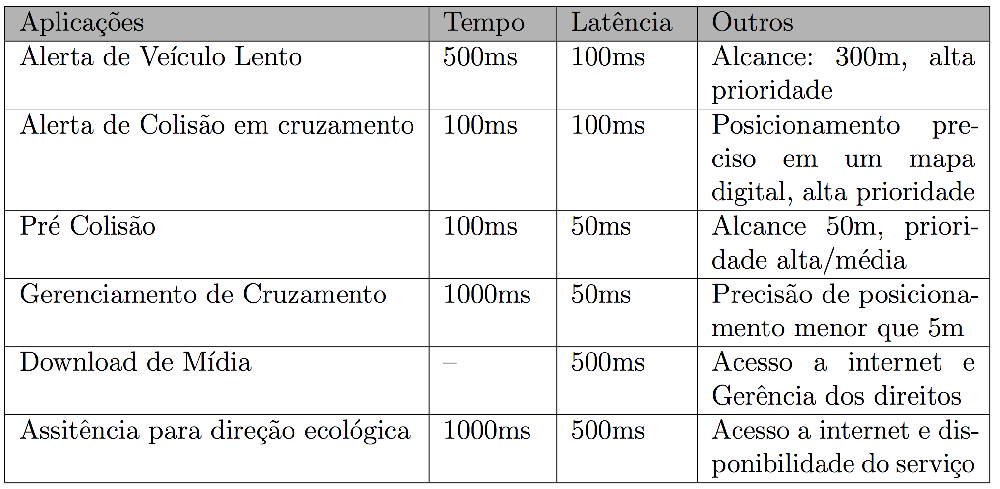 Aplicações Tempo Latência Outros
Alerta de Veículo Lento 500ms 100ms Alcance: 300m, alta
prioridade
Alerta de Colisão em cruzamento 100ms 100ms Posicionamento pre-
ciso em um mapa
digital, alta prioridade
Pré Colisão 100ms 50ms Alcance 50m, priori-
dade alta/média
Gerenciamento de Cruzamento 1000ms 50ms Precisão de posiciona-
mento menor que 5m
Download de Mídia – 500ms Acesso a internet e
Gerência dos direitos
Assitência para direção ecológica 1000ms 500ms Acesso a internet e dis-
ponibilidade do serviço